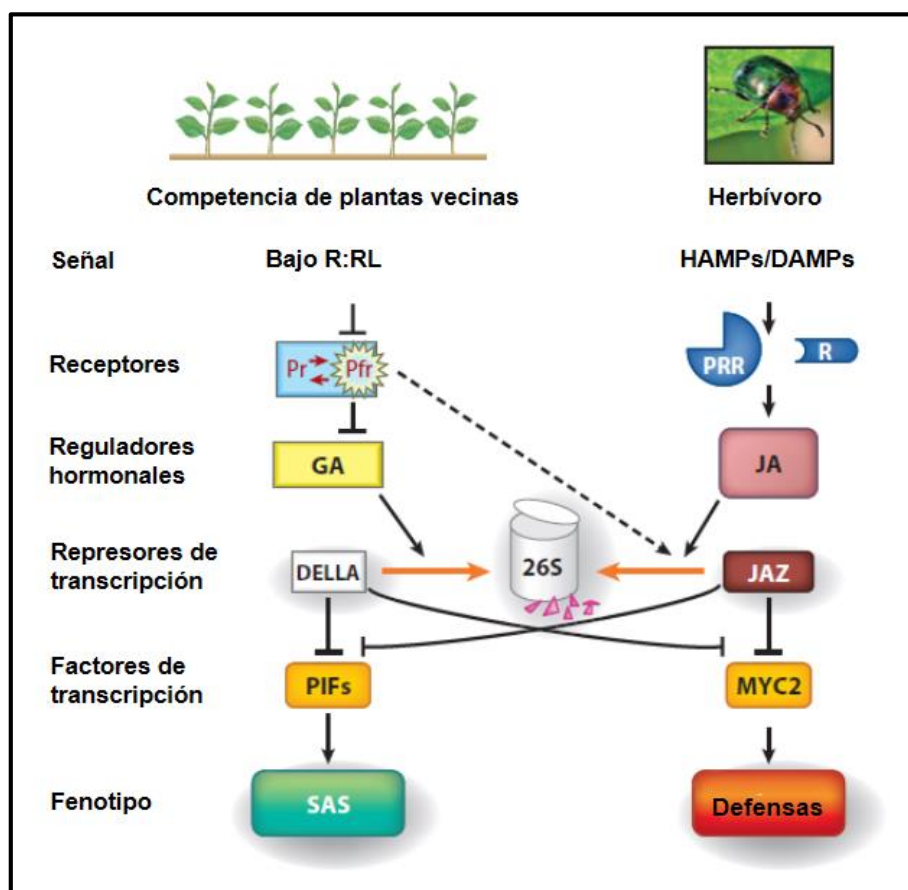 Competencia de plantas vecinas
Herbívoro
Señal
Bajo R:RL
HAMPs/DAMPs
Receptores
Pr
Pfr
PRR
R
Reguladores
hormonales
GA
JA
Represores de
transcripción
DELLA
26S
JAZ
Factores de
transcripción
PIFs
MYC2
Fenotipo
SAS
Defensas